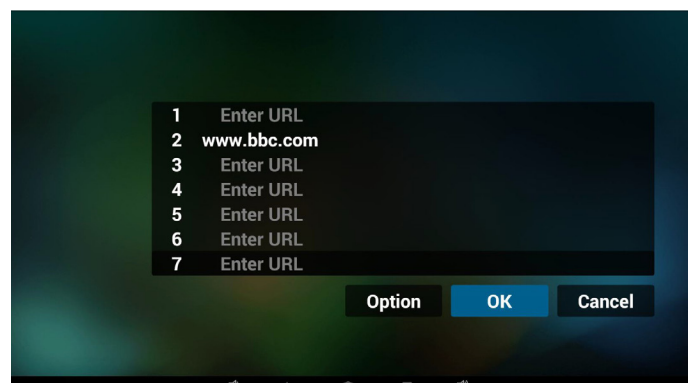 1 Enter URL
2 www.bbc.com
3 Enter URL
4 Enter URL
5 Enter URL
6 Enter URL
7 Enter URL
Option OK Cancel